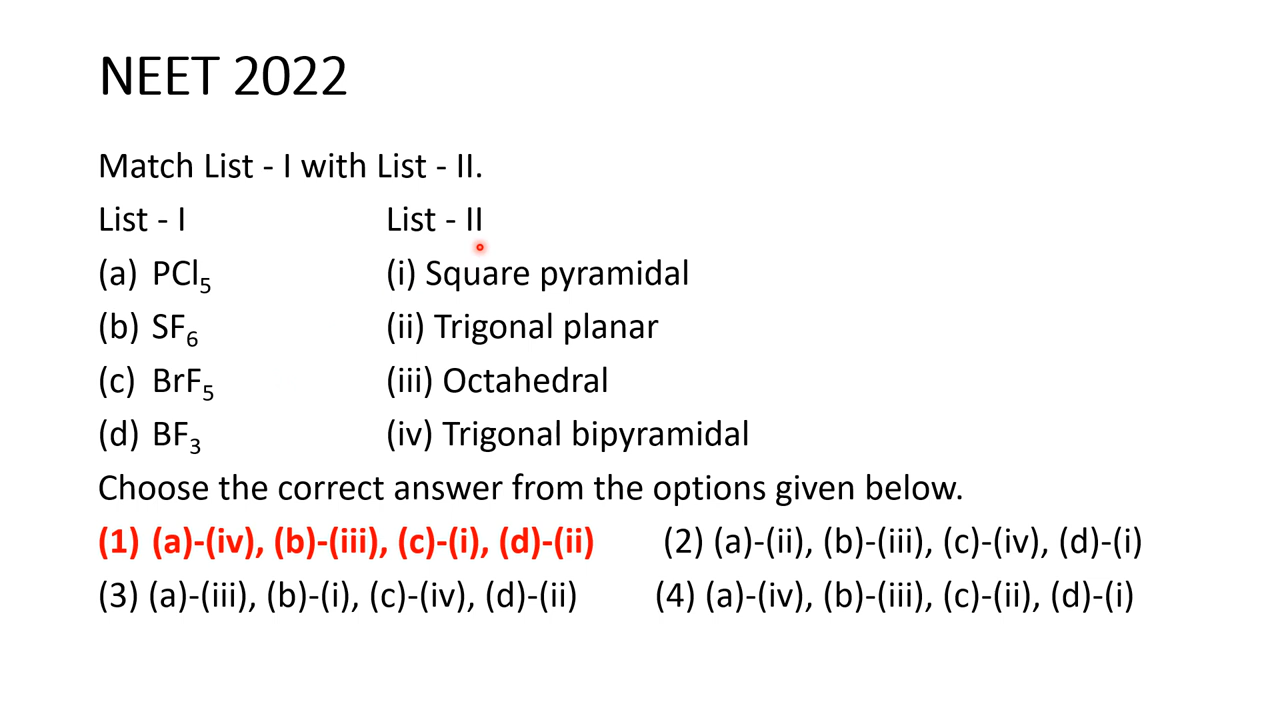 NEET 2022
Match List - I with List - II.
List - I List - II
(a) PCl₅ (i) Square pyramidal
(b) SF₆ (ii) Trigonal planar
(c) BrF₅ (iii) Octahedral
(d) BF₃ (iv) Trigonal bipyramidal
Choose the correct answer from the options given below.
(1) (a)-(iv), (b)-(iii), (c)-(i), (d)-(ii) (2) (a)-(ii), (b)-(iii), (c)-(iv), (d)-(i)
(3) (a)-(iii), (b)-(i), (c)-(iv), (d)-(ii) (4) (a)-(iv), (b)-(iii), (c)-(ii), (d)-(i)